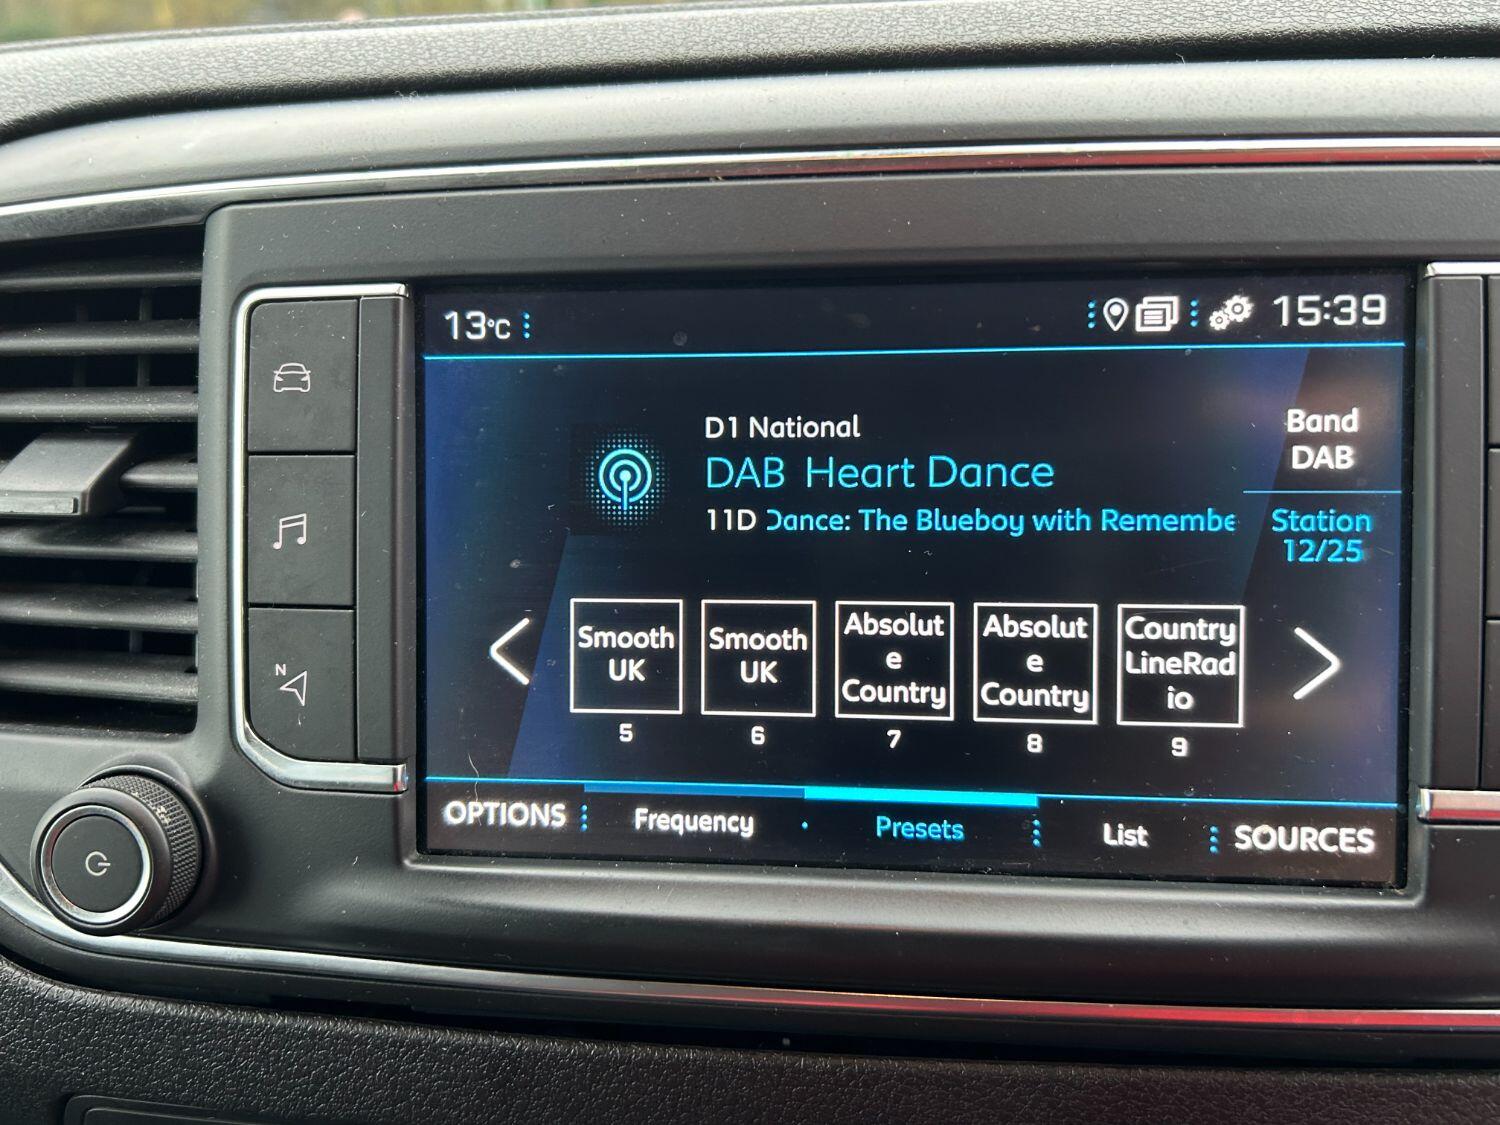 13°C
15:39
D1 National
DAB Heart Dance
11D Dance: The Blueboy with Remembe
Band
DAB
Station
12/25
Smooth
UK
5
Smooth
UK
6
Absolut
e
Country
7
Absolut
e
Country
8
Country
LineRad
io
9
N
OPTIONS
Frequency
Presets
List
SOURCES